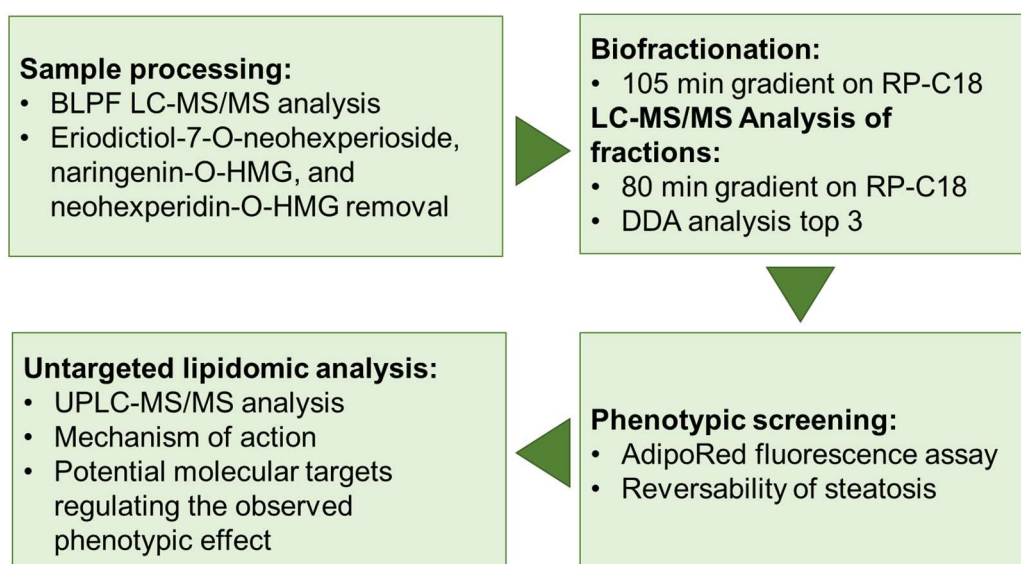 Sample processing:
• BLPF LC-MS/MS analysis
• Eriodictiol-7-O-neohexperioside,
naringenin-O-HMG, and
neohexperidin-O-HMG removal
Biofractionation:
• 105 min gradient on RP-C18
LC-MS/MS Analysis of
fractions:
• 80 min gradient on RP-C18
• DDA analysis top 3
Phenotypic screening:
• AdipoRed fluorescence assay
• Reversability of steatosis
Untargeted lipidomic analysis:
• UPLC-MS/MS analysis
• Mechanism of action
• Potential molecular targets
regulating the observed
phenotypic effect